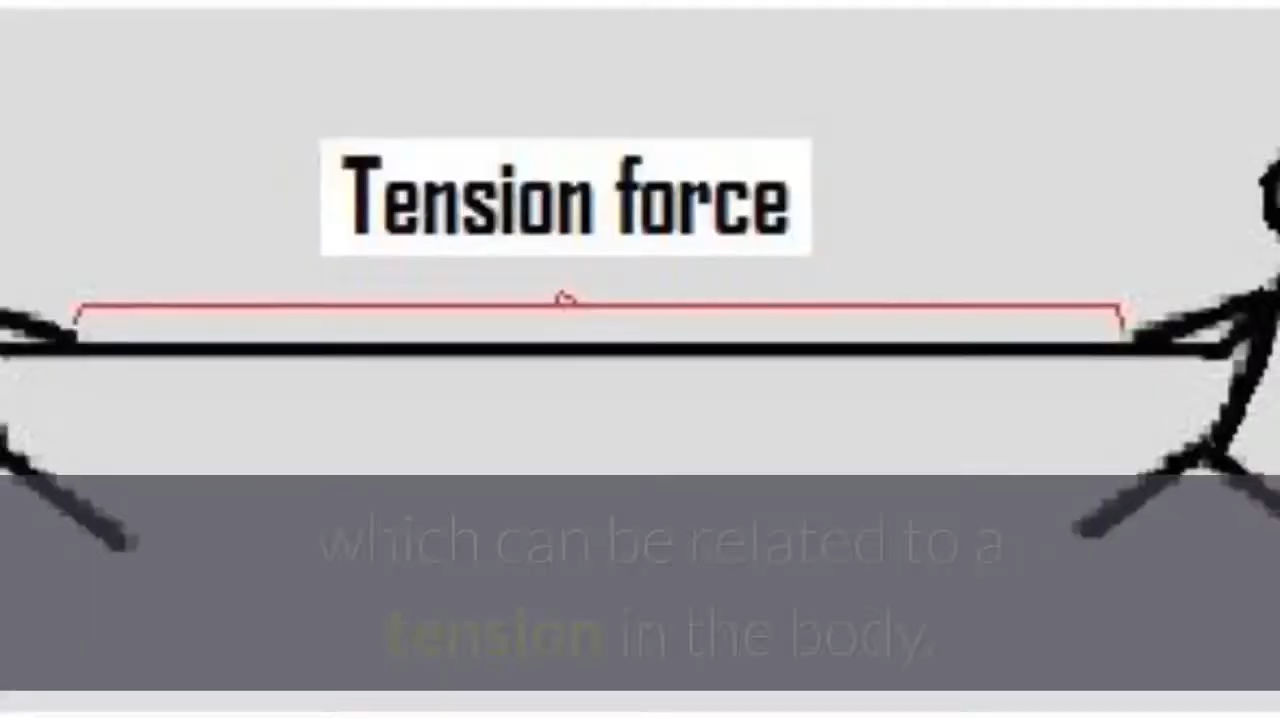 Tension force
which can be related to a
tension in the body.